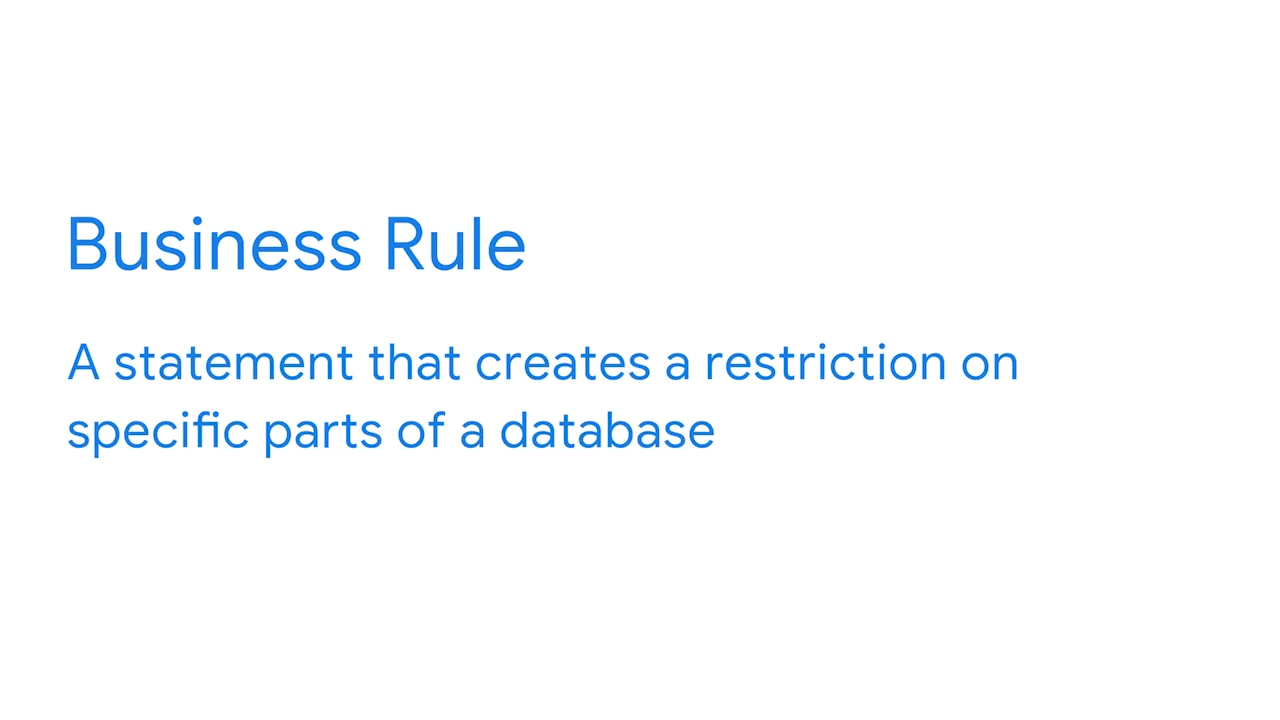 Business Rule
A statement that creates a restriction on
specific parts of a database